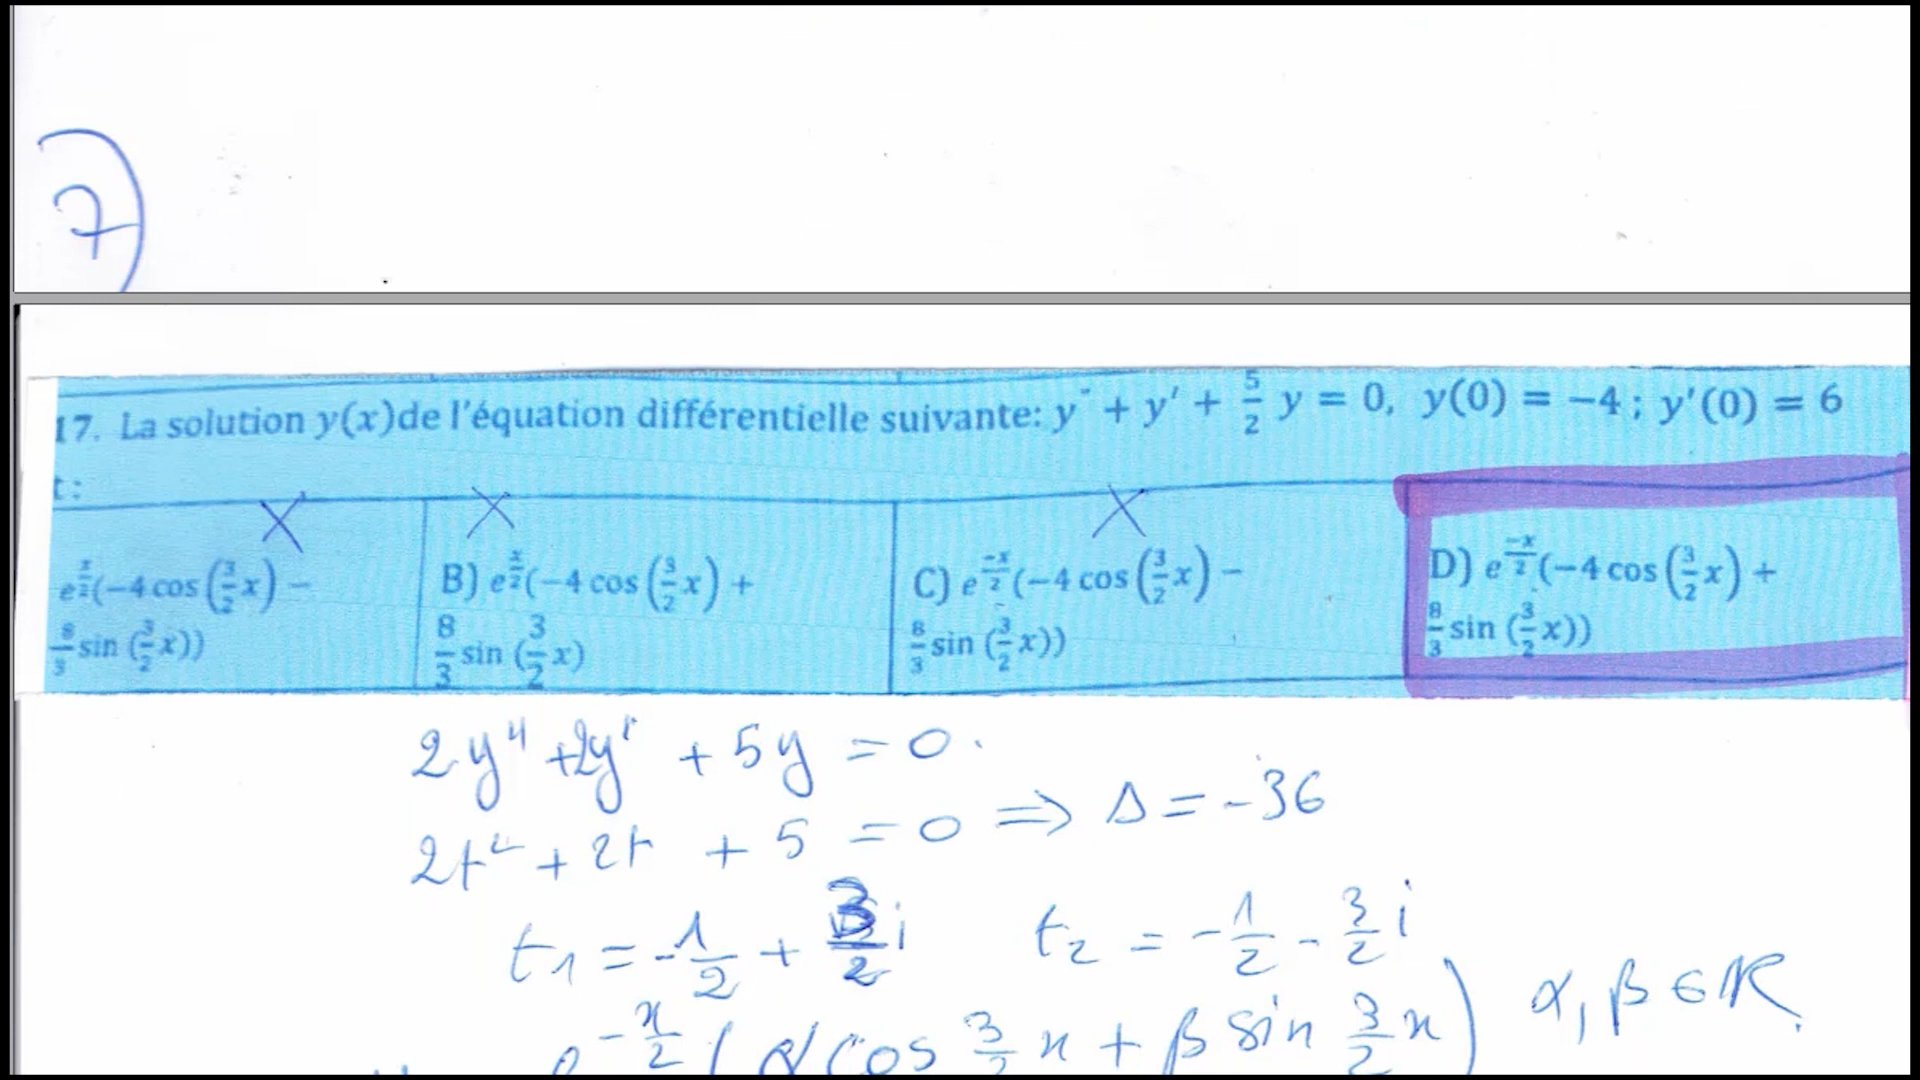 7)
17. La solution y(x)de l'équation différentielle suivante: y¨ + y' + 5/2 y = 0, y(0) = −4 ; y'(0) = 6
t :
X X X
e^{x/2}(−4 cos (3/2 x) −
8/3 sin (3/2 x))
B) e^{x/2}(−4 cos (3/2 x) +
8/3 sin (3/2 x)
C) e^{-x/2}(−4 cos (3/2 x) −
8/3 sin (3/2 x))
D) e^{-x/2}(−4 cos (3/2 x) +
8/3 sin (3/2 x))
2y" + 2y' + 5y = 0.
2t² + 2t + 5 = 0 ⟹ Δ = -36
t₁ = -1/2 + 3/2 i t₂ = -1/2 - 3/2 i
e^{-x/2} ( α cos 3/2 x + β sin 3/2 x ) α, β ∈ ℝ.